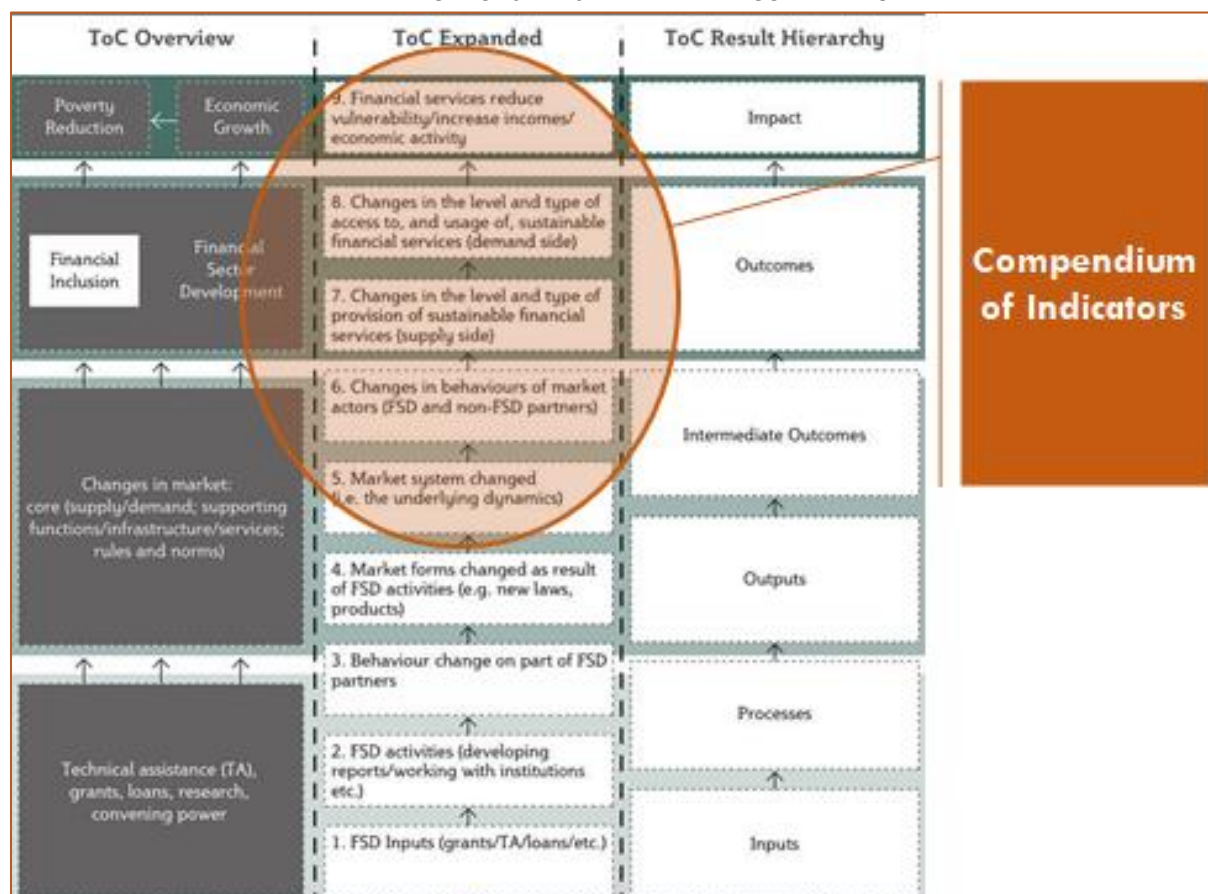 ToC Overview
ToC Expanded
ToC Result Hierarchy
Poverty
Reduction
Economic
Growth
9. Financial services reduce
vulnerability/increase incomes/
economic activity
Impact
Financial
Inclusion
Financial
Sector
Development
8. Changes in the level and type of
access to, and usage of, sustainable
financial services (demand side)
7. Changes in the level and type of
provision of sustainable financial
services (supply side)
Outcomes
Compendium
of Indicators
Changes in market:
core (supply/demand; supporting
functions/infrastructure/services;
rules and norms)
6. Changes in behaviours of market
actors (FSD and non-FSD partners)
5. Market system changed
(i.e. the underlying dynamics)
Intermediate Outcomes
4. Market forms changed as result
of FSD activities (e.g. new laws,
products)
Outputs
Technical assistance (TA),
grants, loans, research,
convening power
3. Behaviour change on part of FSD
partners
2. FSD activities (developing
reports/working with institutions
etc.)
1. FSD Inputs (grants/TA/loans/etc.)
Processes
Inputs